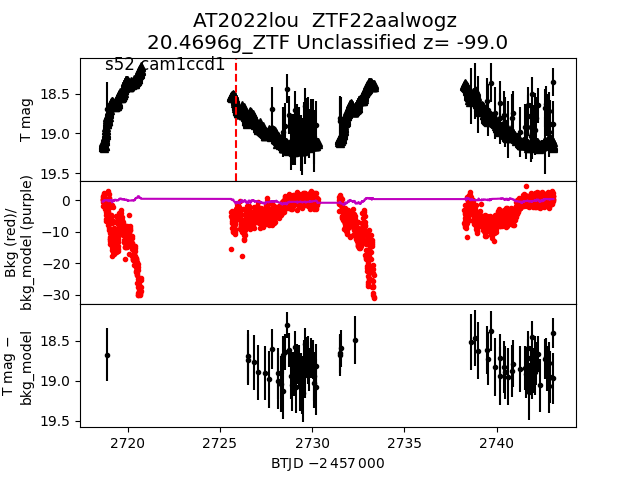 AT2022lou  ZTF22aalwogz
20.4696g_ZTF Unclassified z= -99.0
s52 cam1ccd1
T mag
18.5
19.0
19.5
Bkg (red)/
bkg_model (purple)
0
−10
−20
−30
T mag −
bkg_model
18.5
19.0
19.5
2720
2725
2730
2735
2740
BTJD −2 457 000